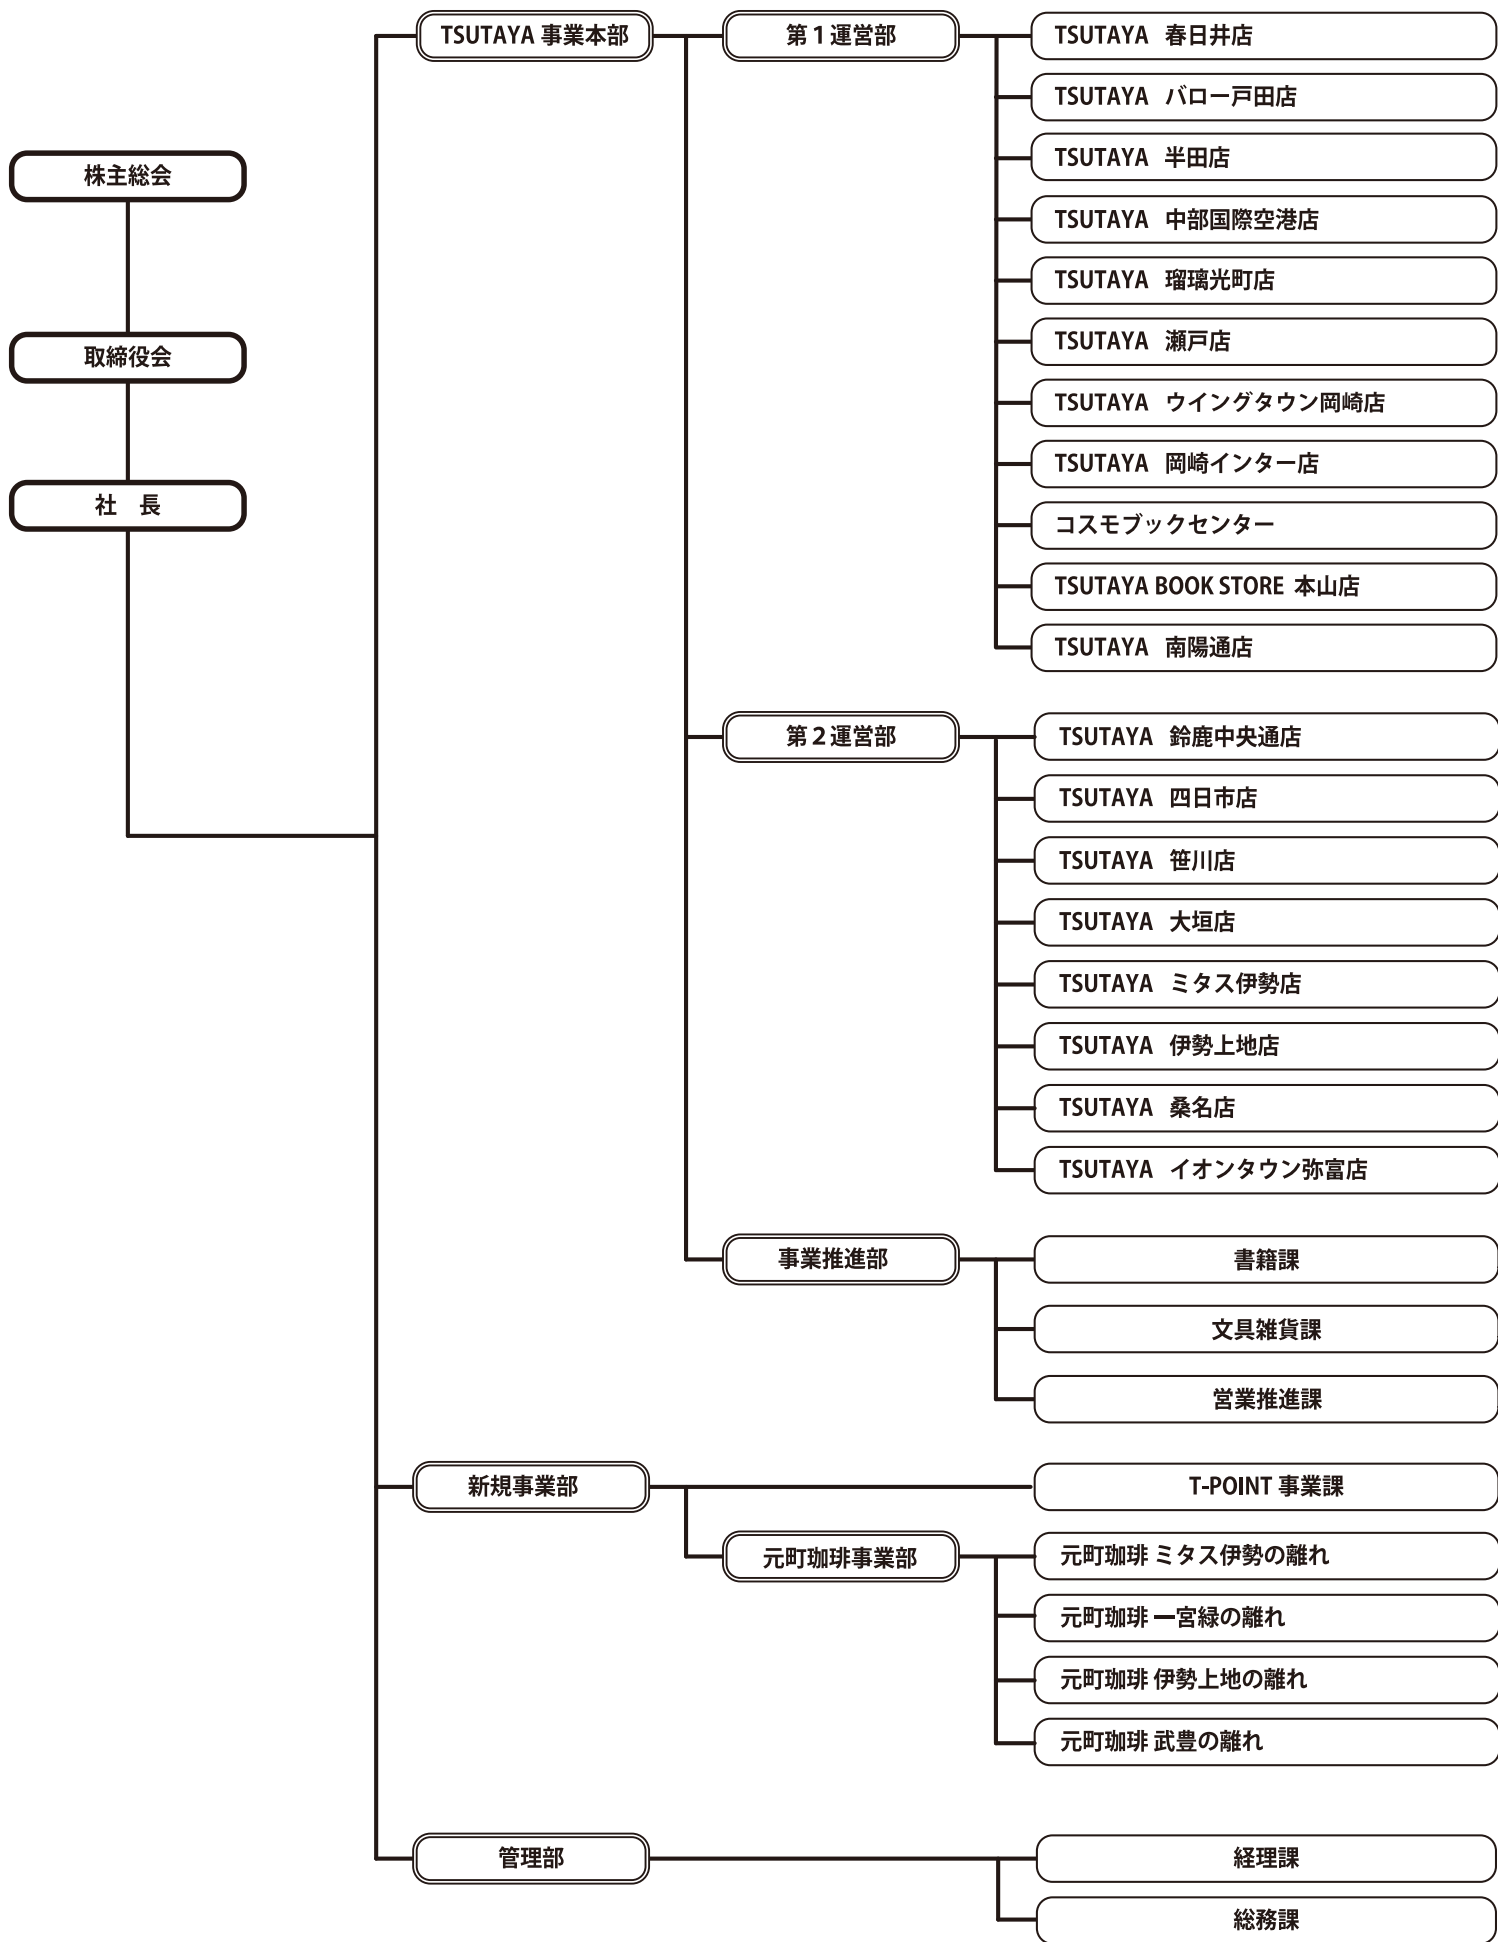 株主総会
取締役会
社　長
TSUTAYA 事業本部
第1運営部
TSUTAYA 春日井店
TSUTAYA バロー戸田店
TSUTAYA 半田店
TSUTAYA 中部国際空港店
TSUTAYA 瑠璃光町店
TSUTAYA 瀬戸店
TSUTAYA ウイングタウン岡崎店
TSUTAYA 岡崎インター店
コスモブックセンター
TSUTAYA BOOK STORE 本山店
TSUTAYA 南陽通店
第2運営部
TSUTAYA 鈴鹿中央通店
TSUTAYA 四日市店
TSUTAYA 笹川店
TSUTAYA 大垣店
TSUTAYA ミタス伊勢店
TSUTAYA 伊勢上地店
TSUTAYA 桑名店
TSUTAYA イオンタウン弥富店
事業推進部
書籍課
文具雑貨課
営業推進課
新規事業部
T-POINT 事業課
元町珈琲事業部
元町珈琲 ミタス伊勢の離れ
元町珈琲 一宮緑の離れ
元町珈琲 伊勢上地の離れ
元町珈琲 武豊の離れ
管理部
経理課
総務課